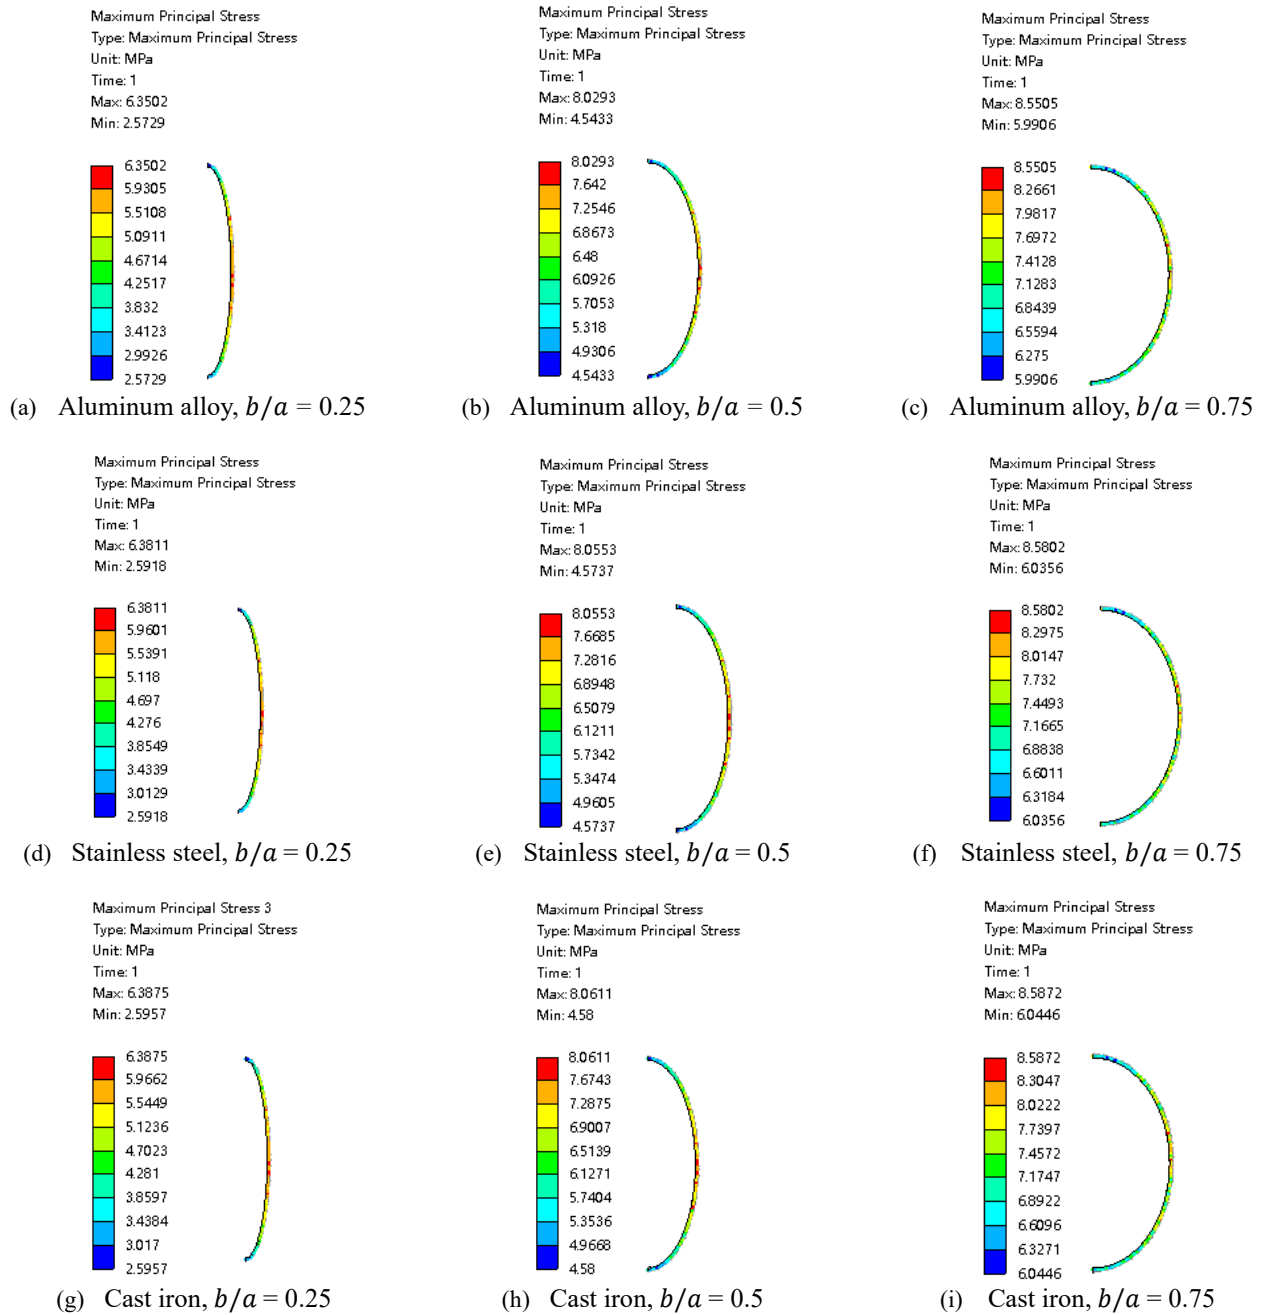 Maximum Principal Stress
Type: Maximum Principal Stress
Unit: MPa
Time: 1
Max: 6.3502
Min: 2.5729
6.3502
5.9305
5.5108
5.0911
4.6714
4.2517
3.832
3.4123
2.9926
2.5729
(a) Aluminum alloy, b/a = 0.25
Maximum Principal Stress
Type: Maximum Principal Stress
Unit: MPa
Time: 1
Max: 8.0293
Min: 4.5433
8.0293
7.642
7.2546
6.8673
6.48
6.0926
5.7053
5.318
4.9306
4.5433
(b) Aluminum alloy, b/a = 0.5
Maximum Principal Stress
Type: Maximum Principal Stress
Unit: MPa
Time: 1
Max: 8.5505
Min: 5.9906
8.5505
8.2661
7.9817
7.6972
7.4128
7.1283
6.8439
6.5594
6.275
5.9906
(c) Aluminum alloy, b/a = 0.75
Maximum Principal Stress
Type: Maximum Principal Stress
Unit: MPa
Time: 1
Max: 6.3811
Min: 2.5918
6.3811
5.9601
5.5391
5.118
4.697
4.276
3.8549
3.4339
3.0129
2.5918
(d) Stainless steel, b/a = 0.25
Maximum Principal Stress
Type: Maximum Principal Stress
Unit: MPa
Time: 1
Max: 8.0553
Min: 4.5737
8.0553
7.6685
7.2816
6.8948
6.5079
6.1211
5.7342
5.3474
4.9605
4.5737
(e) Stainless steel, b/a = 0.5
Maximum Principal Stress
Type: Maximum Principal Stress
Unit: MPa
Time: 1
Max: 8.5802
Min: 6.0356
8.5802
8.2975
8.0147
7.732
7.4493
7.1665
6.8838
6.6011
6.3184
6.0356
(f) Stainless steel, b/a = 0.75
Maximum Principal Stress 3
Type: Maximum Principal Stress
Unit: MPa
Time: 1
Max: 6.3875
Min: 2.5957
6.3875
5.9662
5.5449
5.1236
4.7023
4.281
3.8597
3.4384
3.017
2.5957
(g) Cast iron, b/a = 0.25
Maximum Principal Stress
Type: Maximum Principal Stress
Unit: MPa
Time: 1
Max: 8.0611
Min: 4.58
8.0611
7.6743
7.2875
6.9007
6.5139
6.1271
5.7404
5.3536
4.9668
4.58
(h) Cast iron, b/a = 0.5
Maximum Principal Stress
Type: Maximum Principal Stress
Unit: MPa
Time: 1
Max: 8.5872
Min: 6.0446
8.5872
8.3047
8.0222
7.7397
7.4572
7.1747
6.8922
6.6096
6.3271
6.0446
(i) Cast iron, b/a = 0.75